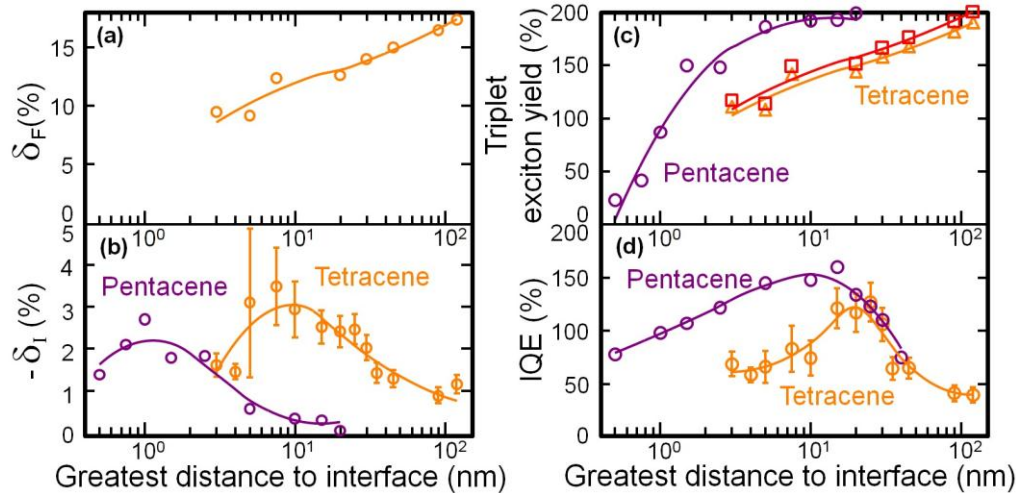 (a)
δF(%)
15
10
5
0
10⁰ 10¹ 10²
(b)
-δI (%)
5
4
3
2
1
0
Pentacene
Tetracene
10⁰ 10¹ 10²
Greatest distance to interface (nm)
(c)
Triplet
exciton yield (%)
200
150
100
50
0
Tetracene
Pentacene
10⁰ 10¹ 10²
(d)
IQE (%)
200
150
100
50
0
Pentacene
Tetracene
10⁰ 10¹ 10²
Greatest distance to interface (nm)